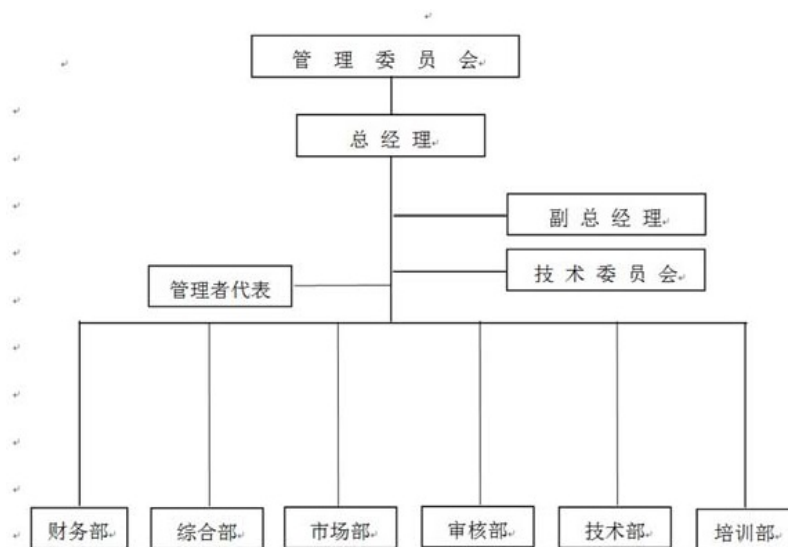 管理委员会
总经理
副总经理
技术委员会
管理者代表
财务部
综合部
市场部
审核部
技术部
培训部